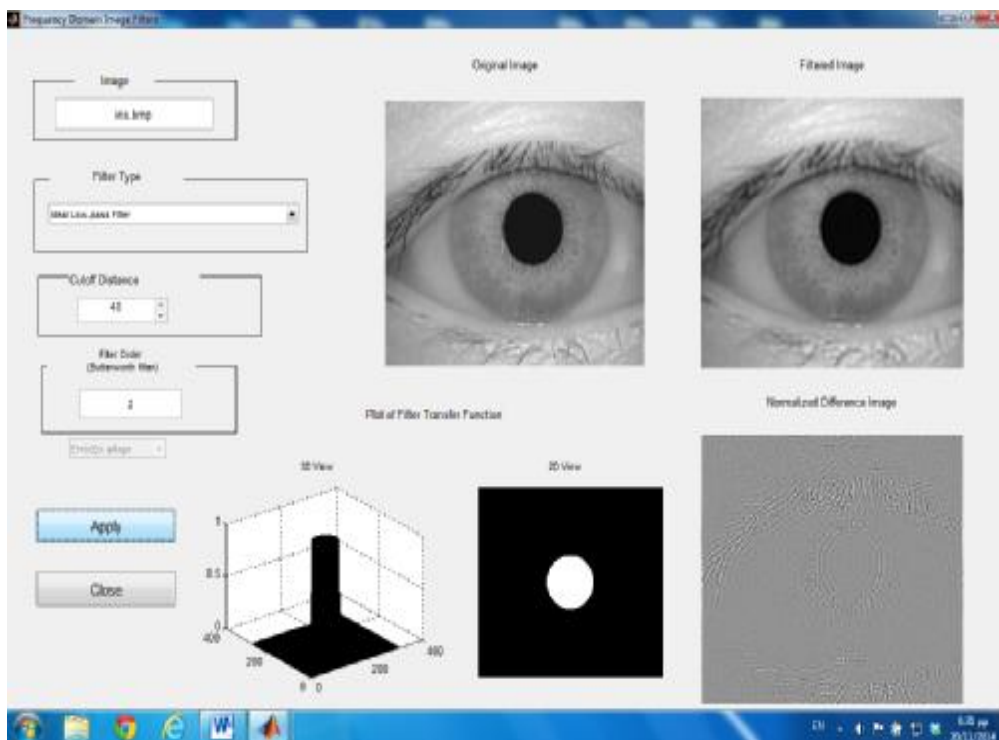 Frequency Domain Image Filters
Image
iris.bmp
Filter Type
Ideal Low-pass Filter
Cutoff Distance
40
Filter Order
(Butterworth filter)
2
Apply
Close
Original Image
Filtered Image
Plot of Filter Transfer Function
3D View
1
0.5
0
400
200
0
0
200
400
2D View
Normalized Difference Image
EN